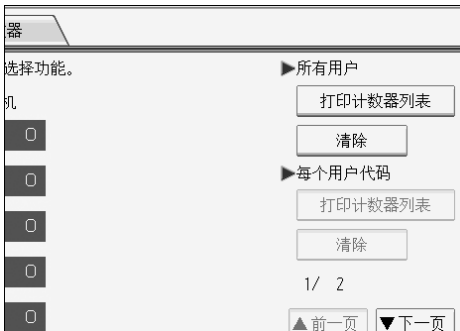 器
选择功能。
▶所有用户
机
打印计数器列表
0
清除
▶每个用户代码
0
打印计数器列表
0
清除
0
1/ 2
0
▲前一页 ▼下一页